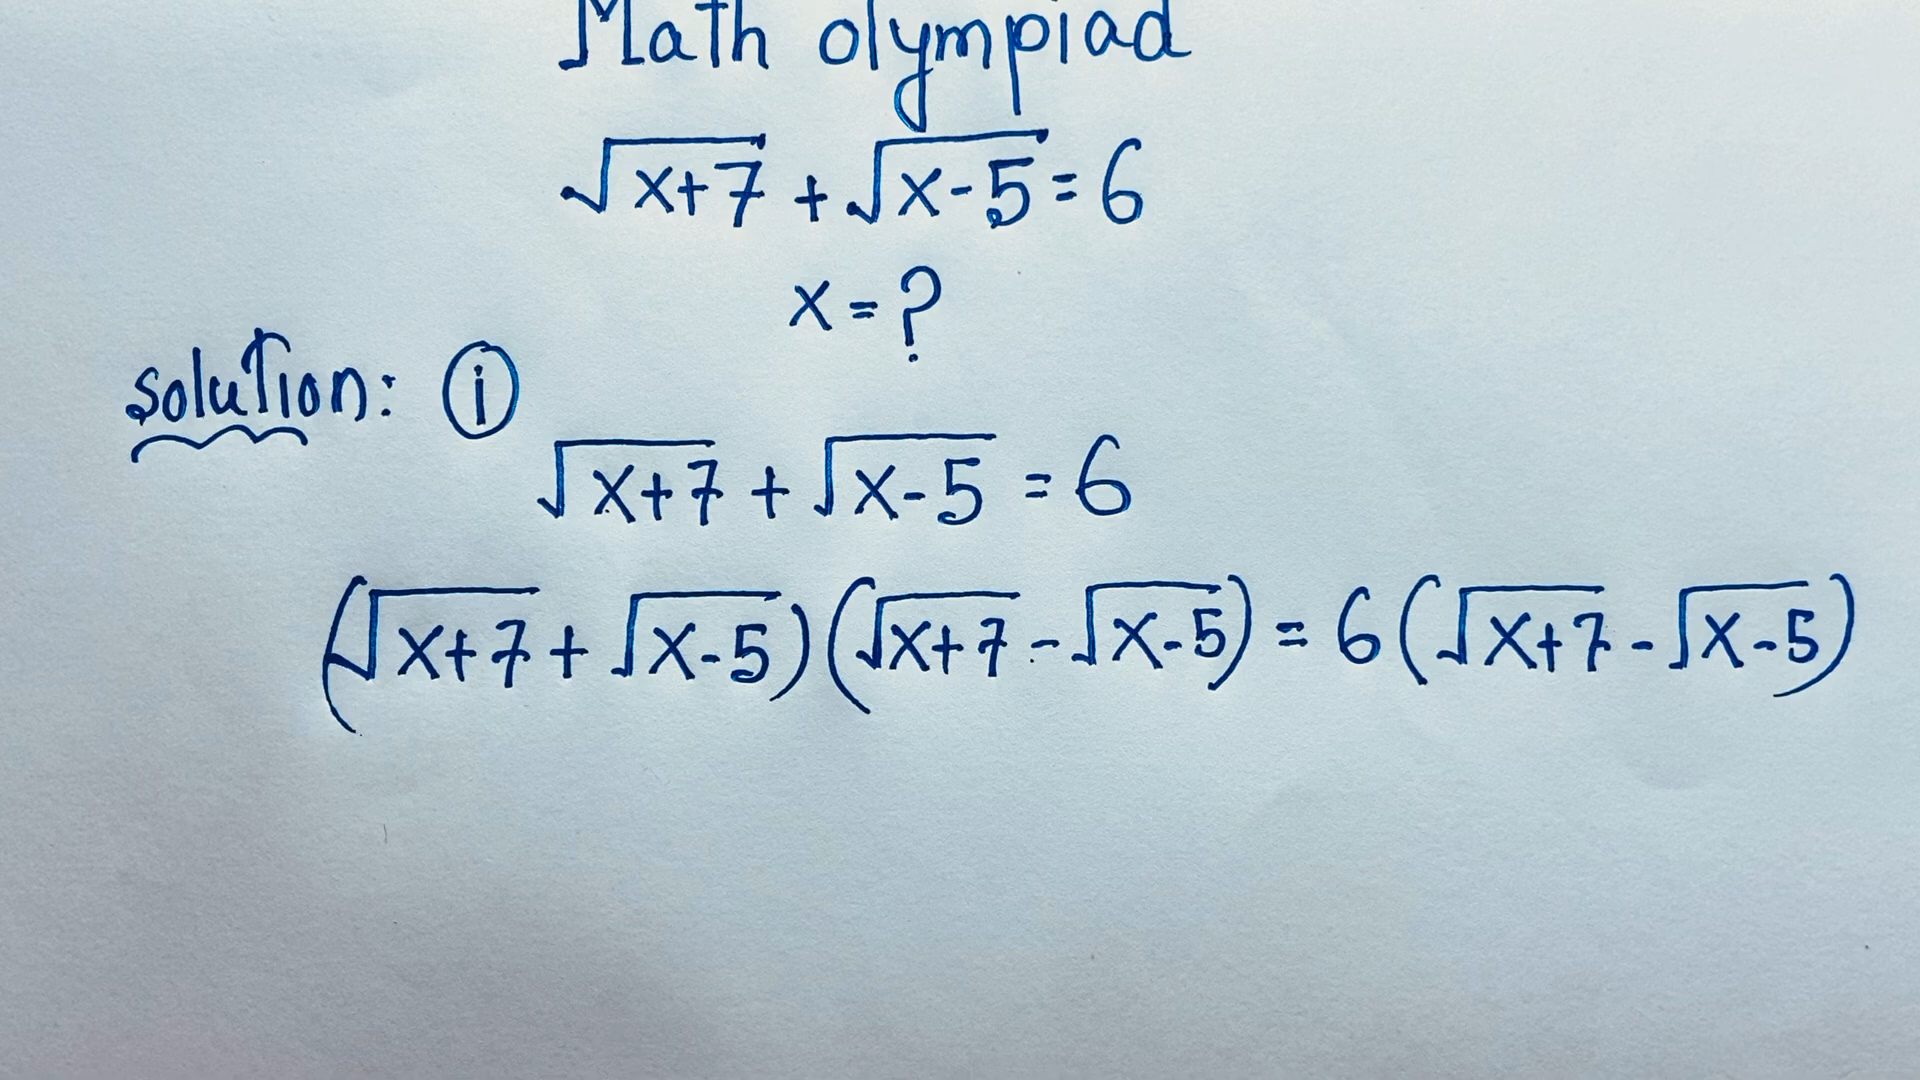 Math olympiad
√x+7 + √x-5 = 6
x = ?
solution: ⓘ
√x+7 + √x-5 = 6
(√x+7 + √x-5)(√x+7 - √x-5) = 6(√x+7 - √x-5)